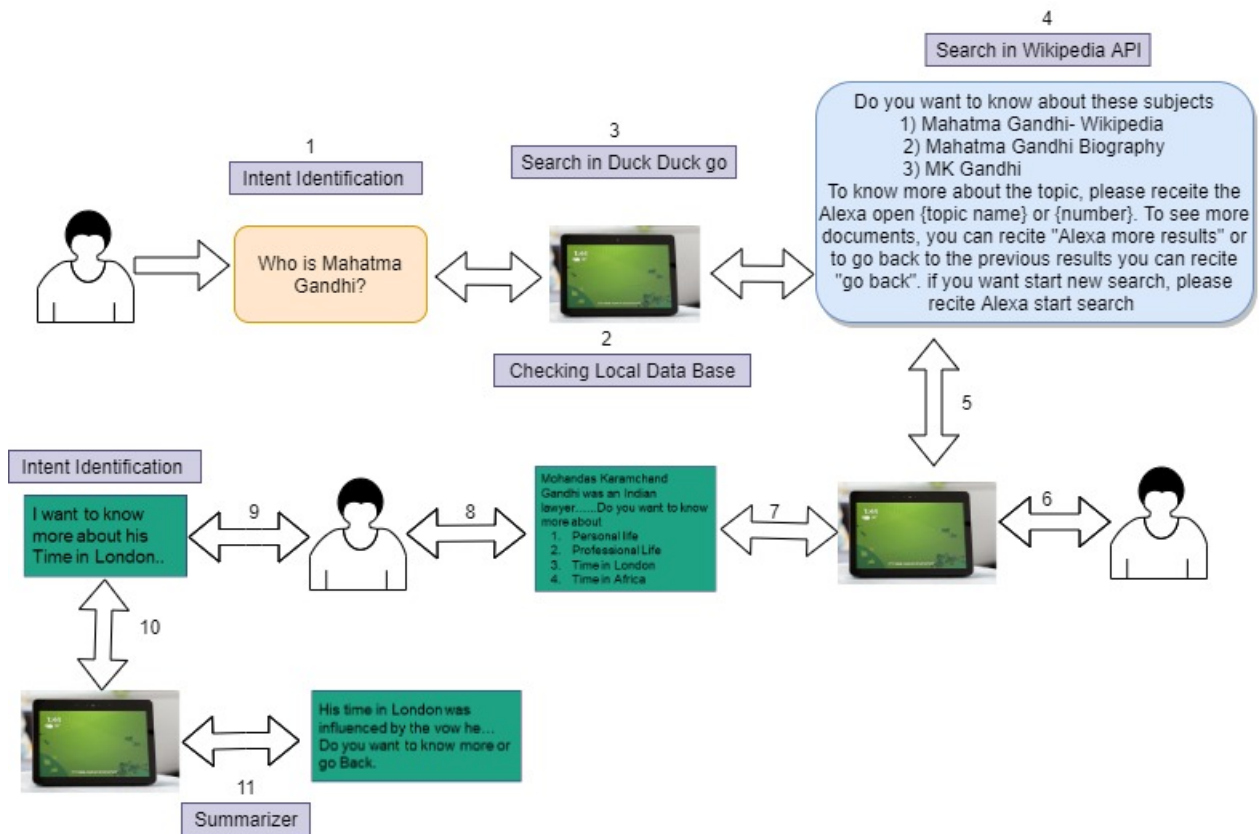 4
Search in Wikipedia API
Do you want to know about these subjects
1) Mahatma Gandhi- Wikipedia
2) Mahatma Gandhi Biography
3) MK Gandhi
To know more about the topic, please receite the
Alexa open {topic name} or {number}. To see more
documents, you can recite "Alexa more results" or
to go back to the previous results you can recite
"go back". if you want start new search, please
recite Alexa start search
3
Search in Duck Duck go
1
Intent Identification
Who is Mahatma
Gandhi?
2
Checking Local Data Base
5
Intent Identification
I want to know
more about his
Time in London..
9
8
Mohandas Karamchand
Gandhi was an Indian
lawyer......Do you want to know
more about
1. Personal life
2. Professional Life
3. Time in London
4. Time in Africa
7
6
10
His time in London was
influenced by the vow he...
Do you want to know more or
go Back.
11
Summarizer